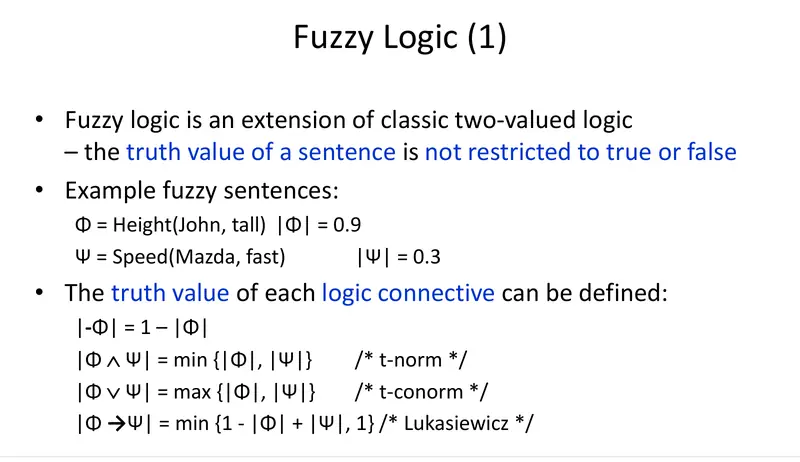 Fuzzy Logic (1)
• Fuzzy logic is an extension of classic two-valued logic
– the truth value of a sentence is not restricted to true or false
• Example fuzzy sentences:
Φ = Height(John, tall) |Φ| = 0.9
Ψ = Speed(Mazda, fast) |Ψ| = 0.3
• The truth value of each logic connective can be defined:
|-Φ| = 1 – |Φ|
|Φ ∧ Ψ| = min {|Φ|, |Ψ|} /* t-norm */
|Φ ∨ Ψ| = max {|Φ|, |Ψ|} /* t-conorm */
|Φ →Ψ| = min {1 - |Φ| + |Ψ|, 1} /* Lukasiewicz */